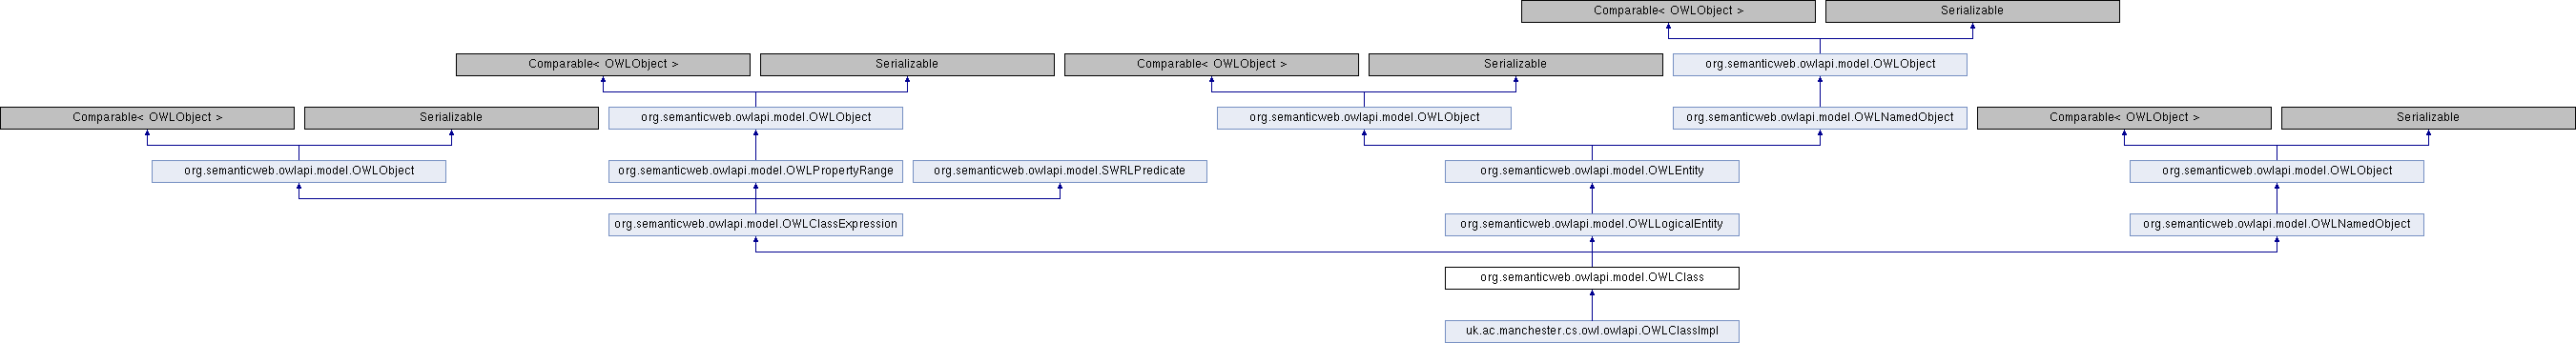 Comparable< OWLObject >
Serializable
Comparable< OWLObject >
Serializable
Comparable< OWLObject >
Serializable
org.semanticweb.owlapi.model.OWLObject
Comparable< OWLObject >
Serializable
org.semanticweb.owlapi.model.OWLObject
org.semanticweb.owlapi.model.OWLObject
org.semanticweb.owlapi.model.OWLNamedObject
Comparable< OWLObject >
Serializable
org.semanticweb.owlapi.model.OWLObject
org.semanticweb.owlapi.model.OWLPropertyRange
org.semanticweb.owlapi.model.SWRLPredicate
org.semanticweb.owlapi.model.OWLEntity
org.semanticweb.owlapi.model.OWLObject
org.semanticweb.owlapi.model.OWLClassExpression
org.semanticweb.owlapi.model.OWLLogicalEntity
org.semanticweb.owlapi.model.OWLNamedObject
org.semanticweb.owlapi.model.OWLClass
uk.ac.manchester.cs.owl.owlapi.OWLClassImpl